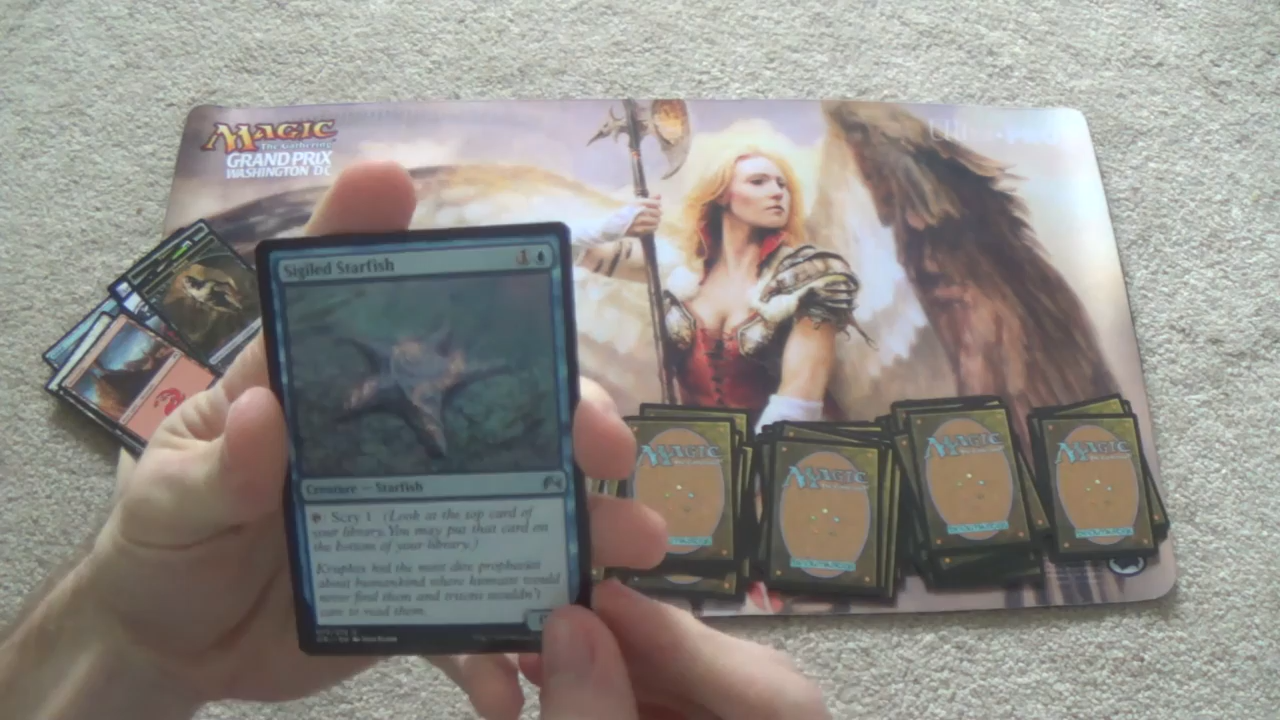 MAGIC
The Gathering
GRAND PRIX
WASHINGTON DC
Sigiled Starfish
1
Creature — Starfish
: Scry 1. (Look at the top card of
your library. You may put that card on
the bottom of your library.)
Kruphix hid the most dire prophecies
about humankind where humans would
never find them and tritons wouldn't
care to read them.
MAGIC
MAGIC
MAGIC
MAGIC